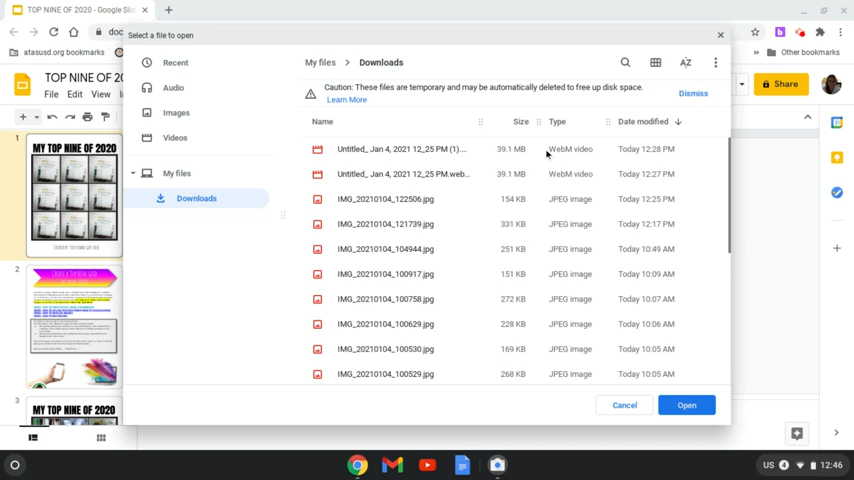 TOP NINE OF 2020 - Google Slid
Select a file to open
atasusd.org bookmarks
Other bookmarks
TOP NINE OF 20
File Edit View
Share
Recent
Audio
Images
Videos
My files
Downloads
My files > Downloads
AZ
Caution: These files are temporary and may be automatically deleted to free up disk space.
Learn More
Dismiss
Name Size Type Date modified
Untitled_ Jan 4, 2021 12_25 PM (1)... 39.1 MB WebM video Today 12:28 PM
Untitled_ Jan 4, 2021 12_25 PM.web... 39.1 MB WebM video Today 12:27 PM
IMG_20210104_122506.jpg 154 KB JPEG image Today 12:25 PM
IMG_20210104_121739.jpg 331 KB JPEG image Today 12:17 PM
IMG_20210104_104944.jpg 251 KB JPEG image Today 10:49 AM
IMG_20210104_100917.jpg 151 KB JPEG image Today 10:09 AM
IMG_20210104_100758.jpg 272 KB JPEG image Today 10:07 AM
IMG_20210104_100629.jpg 228 KB JPEG image Today 10:06 AM
IMG_20210104_100530.jpg 169 KB JPEG image Today 10:05 AM
IMG_20210104_100529.jpg 268 KB JPEG image Today 10:05 AM
Cancel Open
1
MY TOP NINE OF 2020
2
3
MY TOP NINE OF 2020
US 4 12:46